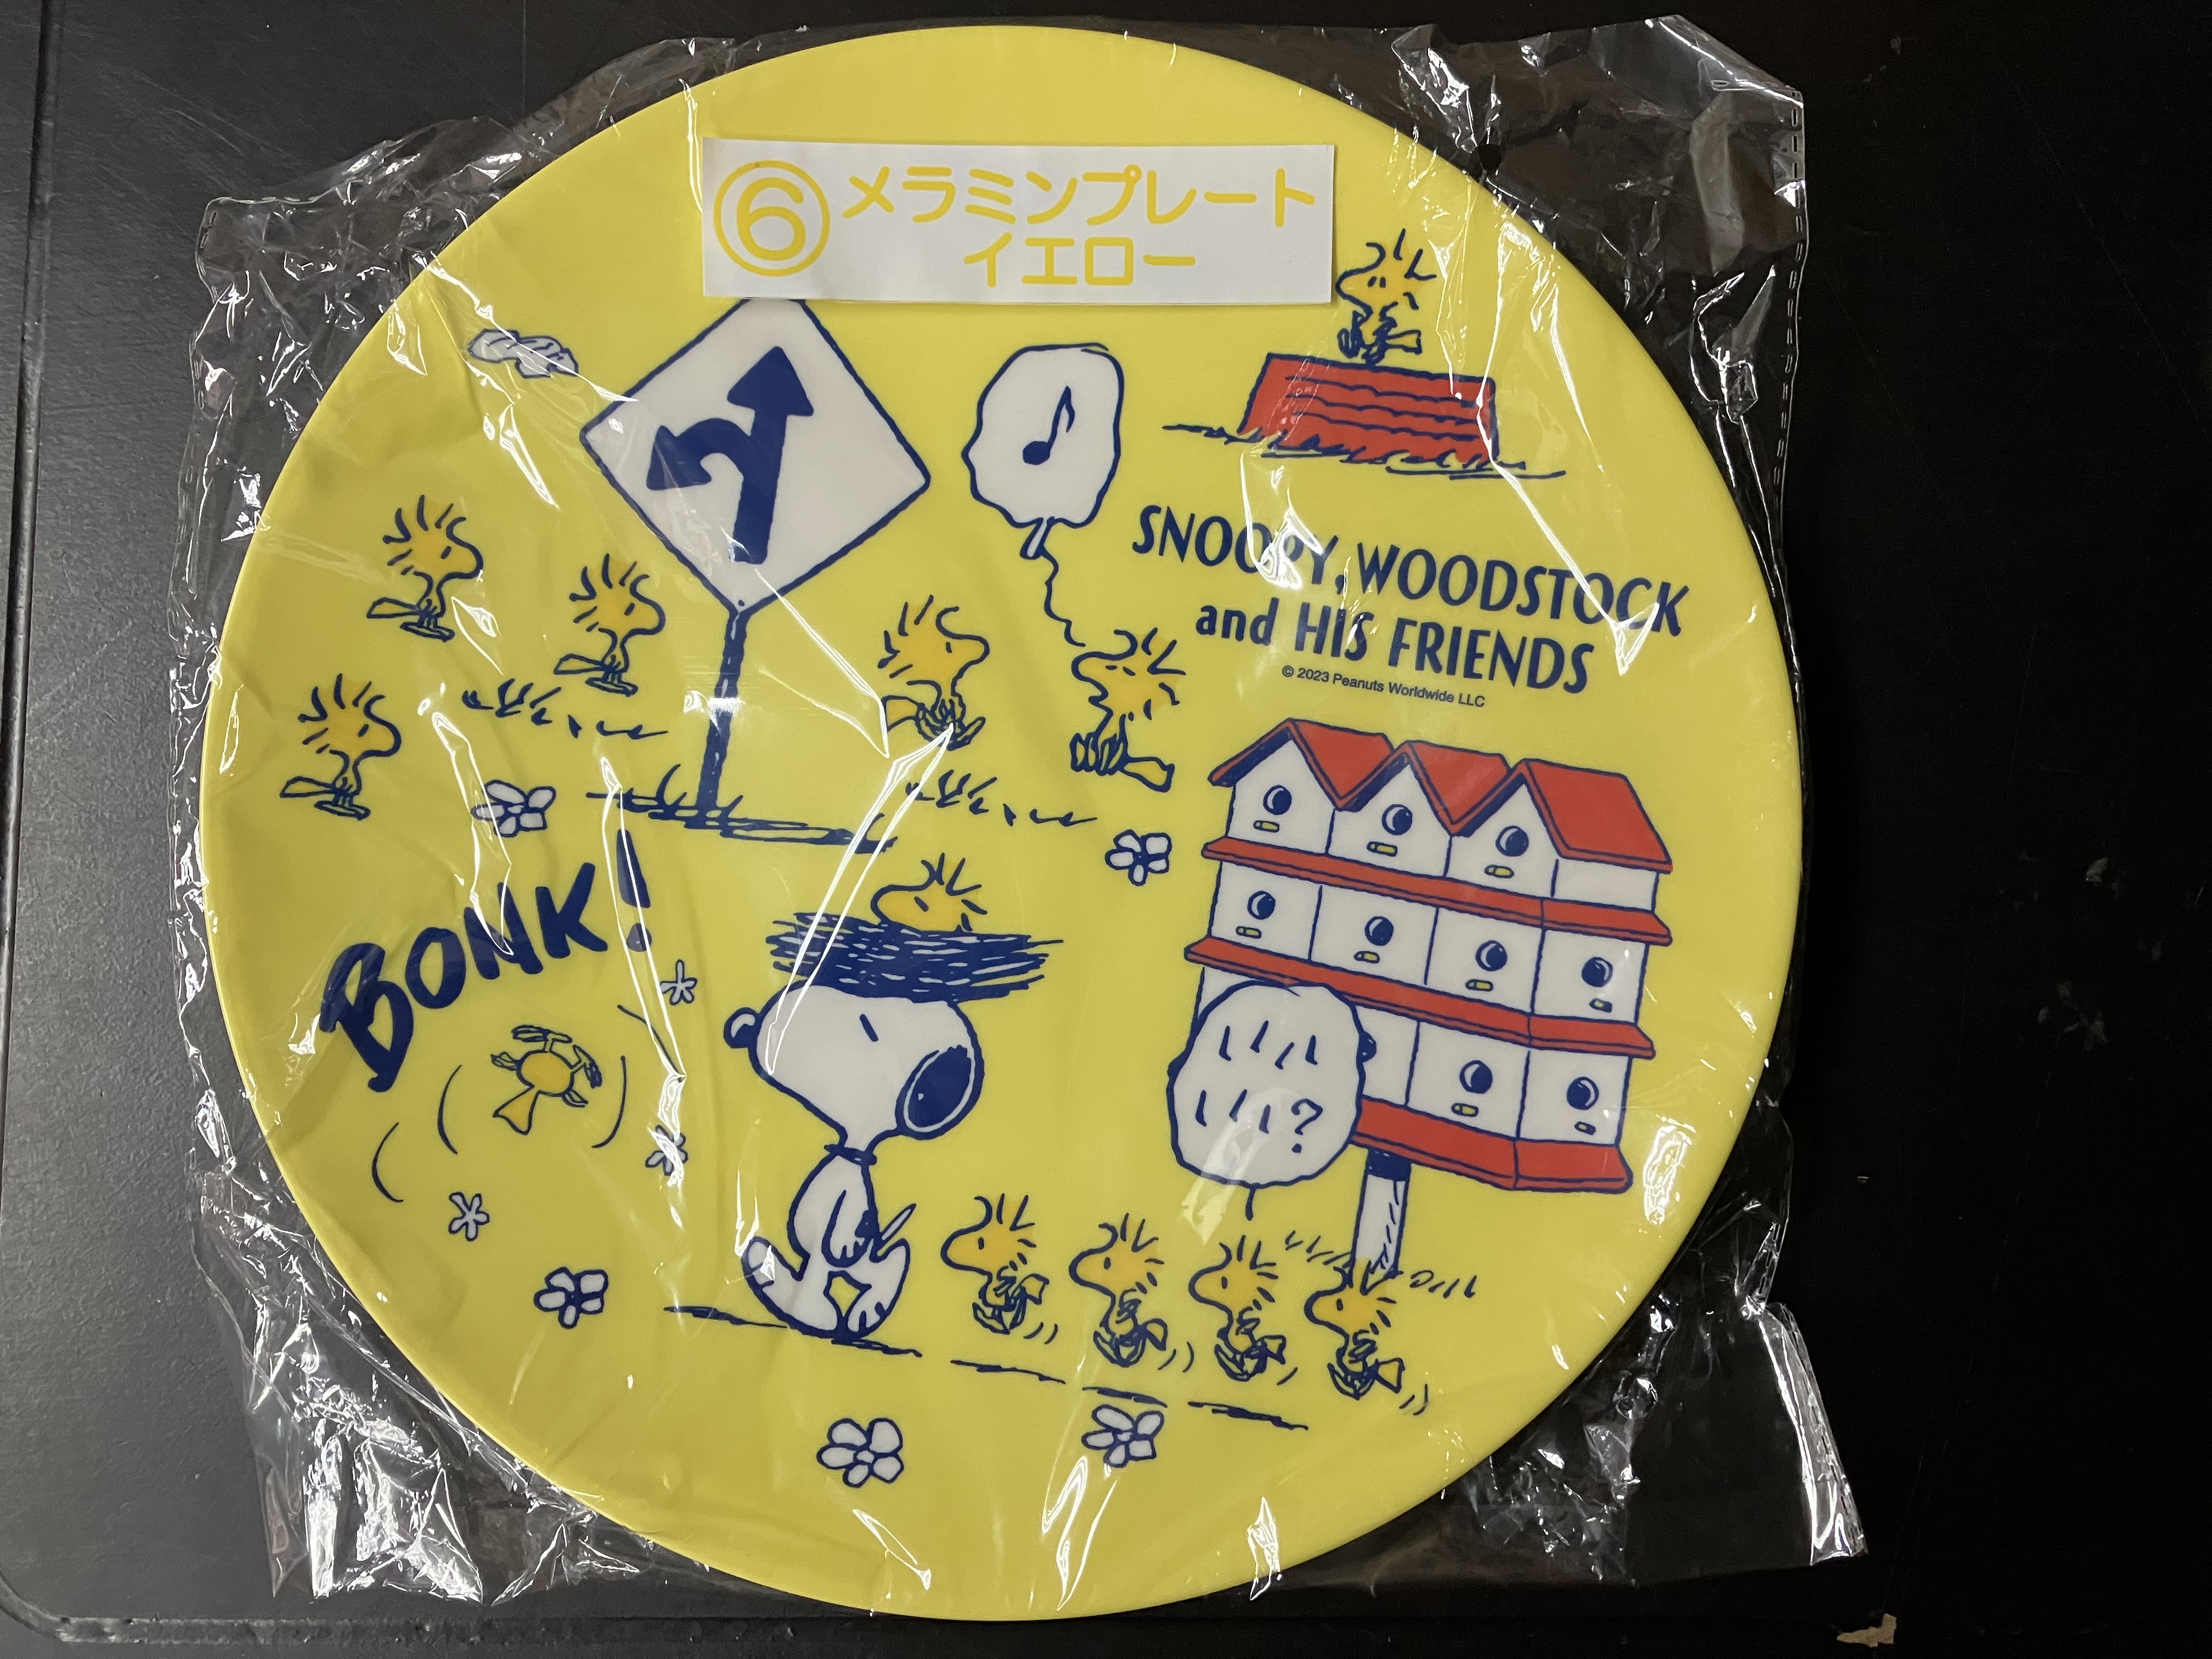 ⑥メラミンプレート
イエロー
SNOOPY, WOODSTOCK
and HIS FRIENDS
© 2023 Peanuts Worldwide LLC
BONK!
?